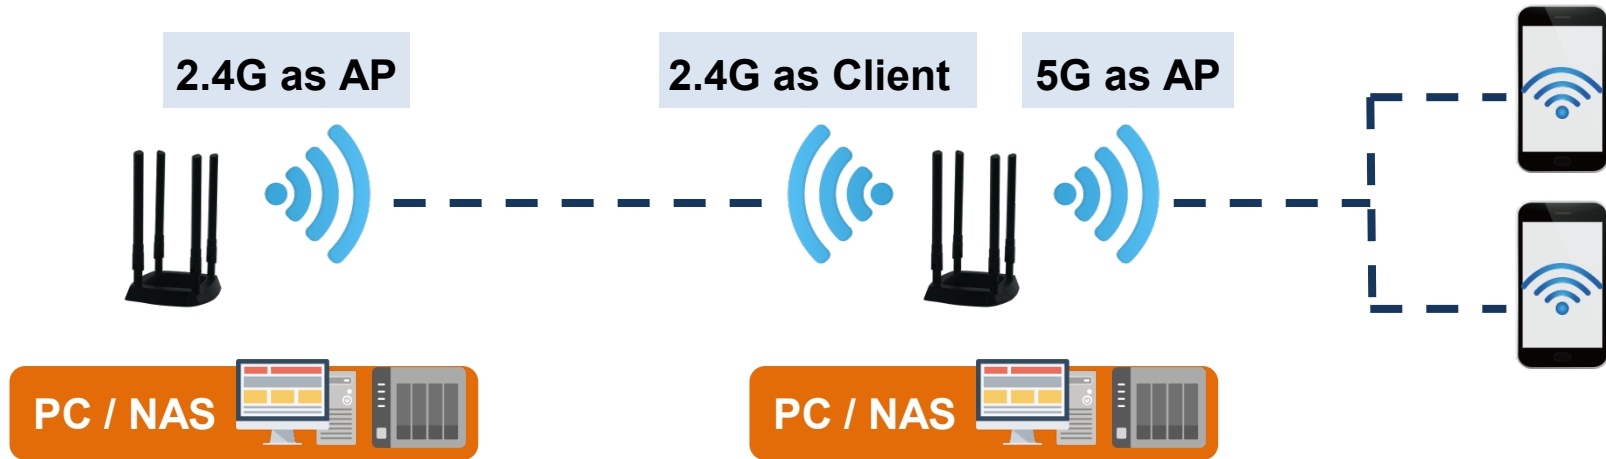 2.4G as AP
2.4G as Client
5G as AP
PC / NAS
PC / NAS